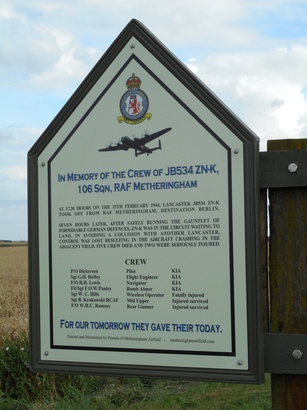 IN MEMORY OF THE CREW OF JB534 ZN-K,
106 SQN, RAF METHERINGHAM
AT 17.20 HOURS ON THE 15TH FEBRUARY 1944, LANCASTER JB534 ZN-K
TOOK OFF FROM RAF METHERINGHAM, DESTINATION BERLIN.
SEVEN HOURS LATER, AFTER SAFELY RUNNING THE GAUNTLET OF
FORMIDABLE GERMAN DEFENCES, ZN-K WAS IN THE CIRCUIT WAITING TO
LAND. IN AVOIDING A COLLISION WITH ANOTHER LANCASTER,
CONTROL WAS LOST RESULTING IN THE AIRCRAFT CRASHING IN THE
ADJACENT FIELD. FIVE CREW DIED AND TWO WERE SERIOUSLY INJURED.
CREW
P/O Dickerson Pilot KIA
Sgt G.H. Flight Engineer KIA
F/O R.H. Lewis Navigator KIA
Flt/Sgt F.O.W. Bomb Aimer KIA
Sgt W. C. Hills Wireless Operator Fatally injured
Sgt B. Krukowski RCAF Mid Upper Injured survived
F/O W.H.C. Ramsey Rear Gunner Injured survived
FOR OUR TOMORROW THEY GAVE THEIR TODAY.
Erected and Maintained by Friends of Metheringham Airfield - metheringhamairfield.com